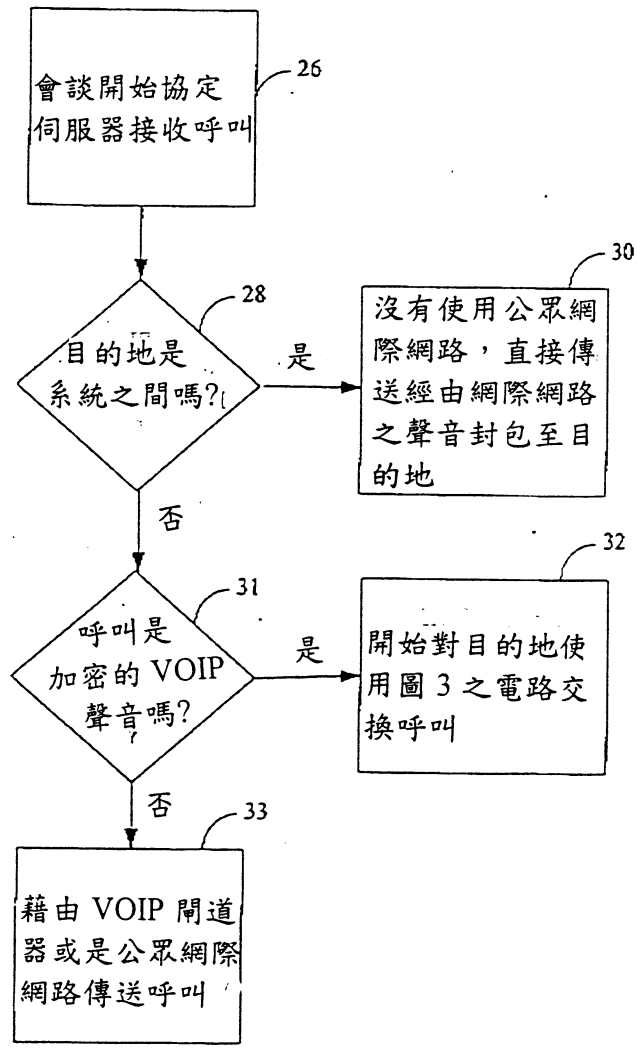 會談開始協定
伺服器接收呼叫
26
目的地是
系統之間嗎?
28
是
沒有使用公眾網
際網路，直接傳
送經由網際網路
之聲音封包至目
的地
30
否
呼叫是
加密的 VOIP
聲音嗎?
31
是
開始對目的地使
用圖 3 之電路交
換呼叫
32
否
藉由 VOIP 閘道
器或是公眾網際
網路傳送呼叫
33